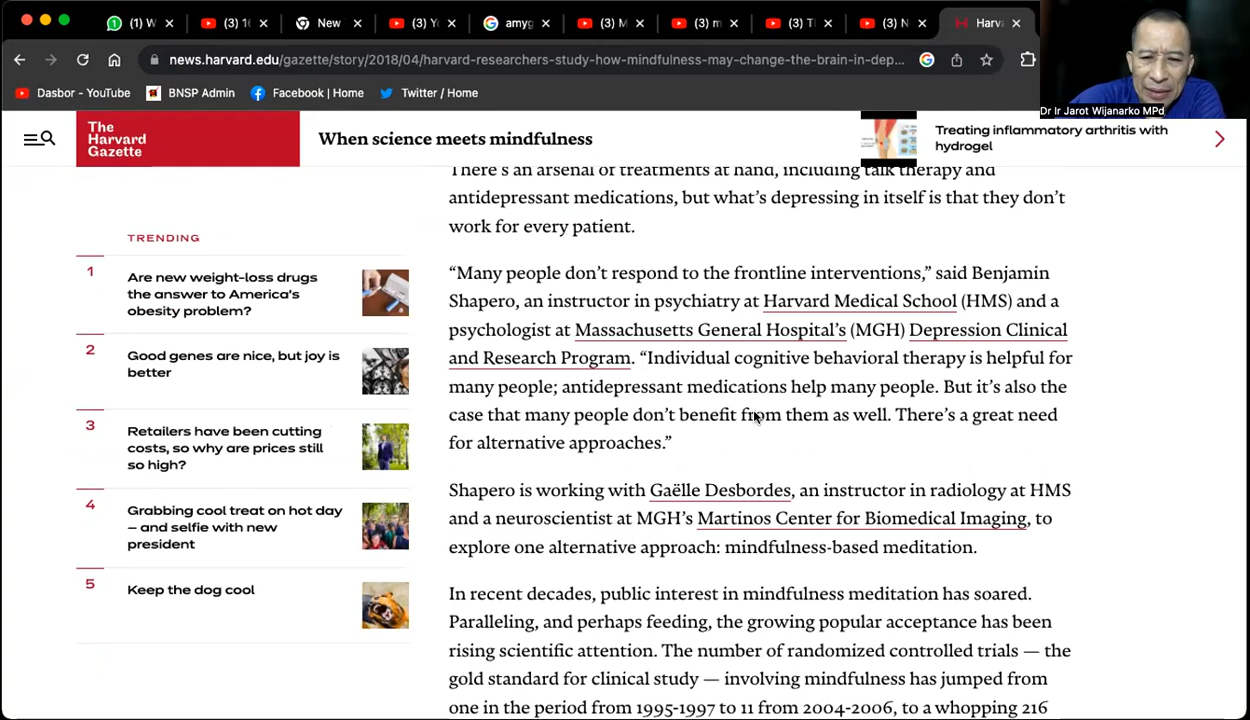 (1) W
(3) 1
New
(3) Y
amyg
(3) M
(3) m
(3) T
(3) N
Harv
news.harvard.edu/gazette/story/2018/04/harvard-researchers-study-how-mindfulness-may-change-the-brain-in-dep...
Dasbor - YouTube
BNSP Admin
Facebook | Home
Twitter / Home
Dr Ir Jarot Wijanarko MPd
The
Harvard
Gazette
When science meets mindfulness
Treating inflammatory arthritis with
hydrogel
TRENDING
1
Are new weight-loss drugs
the answer to America's
obesity problem?
2
Good genes are nice, but joy is
better
3
Retailers have been cutting
costs, so why are prices still
so high?
4
Grabbing cool treat on hot day
– and selfie with new
president
5
Keep the dog cool
There's an arsenal of treatments at hand, including talk therapy and
antidepressant medications, but what's depressing in itself is that they don't
work for every patient.
“Many people don't respond to the frontline interventions,” said Benjamin
Shapero, an instructor in psychiatry at Harvard Medical School (HMS) and a
psychologist at Massachusetts General Hospital's (MGH) Depression Clinical
and Research Program. “Individual cognitive behavioral therapy is helpful for
many people; antidepressant medications help many people. But it's also the
case that many people don't benefit from them as well. There's a great need
for alternative approaches.”
Shapero is working with Gaëlle Desbordes, an instructor in radiology at HMS
and a neuroscientist at MGH's Martinos Center for Biomedical Imaging, to
explore one alternative approach: mindfulness-based meditation.
In recent decades, public interest in mindfulness meditation has soared.
Paralleling, and perhaps feeding, the growing popular acceptance has been
rising scientific attention. The number of randomized controlled trials — the
gold standard for clinical study — involving mindfulness has jumped from
one in the period from 1995-1997 to 11 from 2004-2006, to a whopping 216